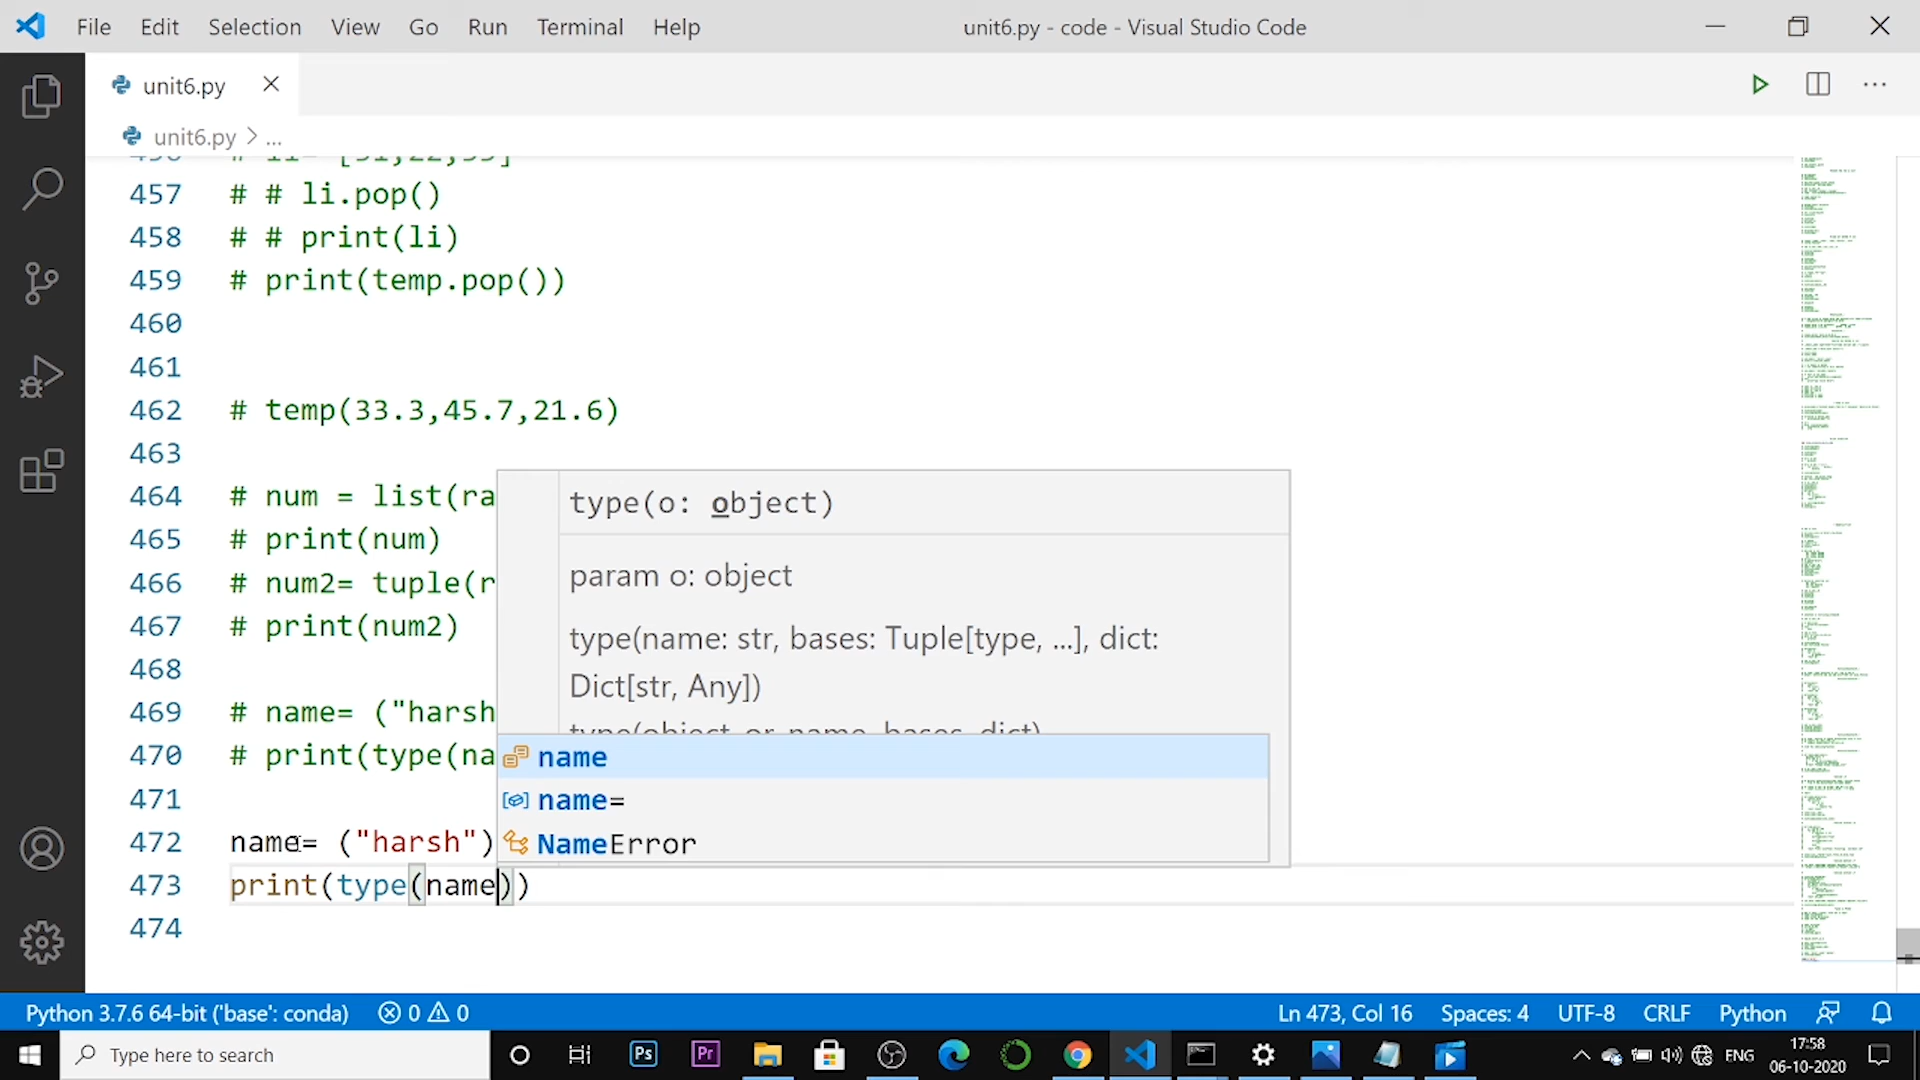 File Edit Selection View Go Run Terminal Help
unit6.py - code - Visual Studio Code
unit6.py
unit6.py > ...
457 # # li.pop()
458 # # print(li)
459 # print(temp.pop())
460
461
462 # temp(33.3,45.7,21.6)
463
464 # num = list(ra
465 # print(num)
466 # num2= tuple(r
467 # print(num2)
468
469 # name= ("harsh
470 # print(type(na
471
472 name= ("harsh")
473 print(type(name))
474
type(o: object)
param o: object
type(name: str, bases: Tuple[type, ...], dict:
Dict[str, Any])
type(object_or_name, bases, dict)
name
name=
NameError
Python 3.7.6 64-bit ('base': conda) 0 0
Ln 473, Col 16 Spaces: 4 UTF-8 CRLF Python
Type here to search
Ps Pr
ENG
17:58
06-10-2020